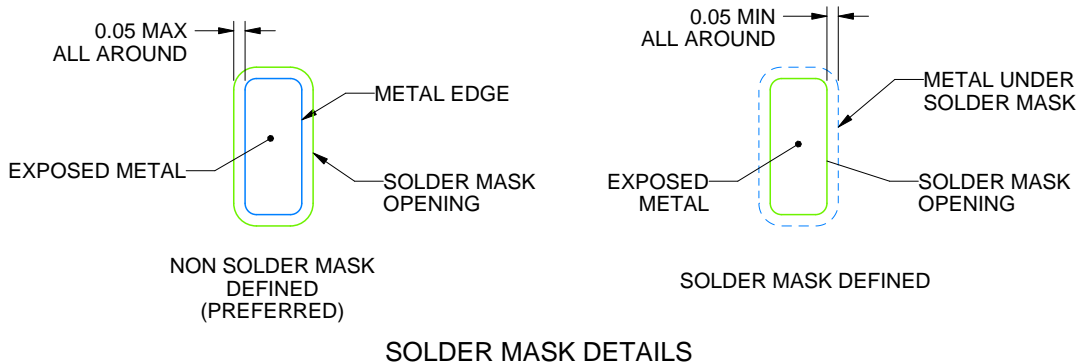 0.05 MAX
ALL AROUND
METAL EDGE
EXPOSED METAL
SOLDER MASK
OPENING
NON SOLDER MASK
DEFINED
(PREFERRED)
0.05 MIN
ALL AROUND
METAL UNDER
SOLDER MASK
EXPOSED
METAL
SOLDER MASK
OPENING
SOLDER MASK DEFINED
SOLDER MASK DETAILS